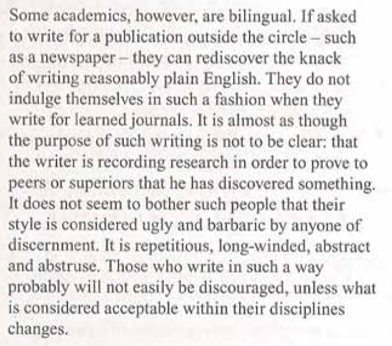 Some academics, however, are bilingual. If asked
to write for a publication outside the circle – such
as a newspaper – they can rediscover the knack
of writing reasonably plain English. They do not
indulge themselves in such a fashion when they
write for learned journals. It is almost as though
the purpose of such writing is not to be clear: that
the writer is recording research in order to prove to
peers or superiors that he has discovered something.
It does not seem to bother such people that their
style is considered ugly and barbaric by anyone of
discernment. It is repetitious, long-winded, abstract
and abstruse. Those who write in such a way
probably will not easily be discouraged, unless what
is considered acceptable within their disciplines
changes.